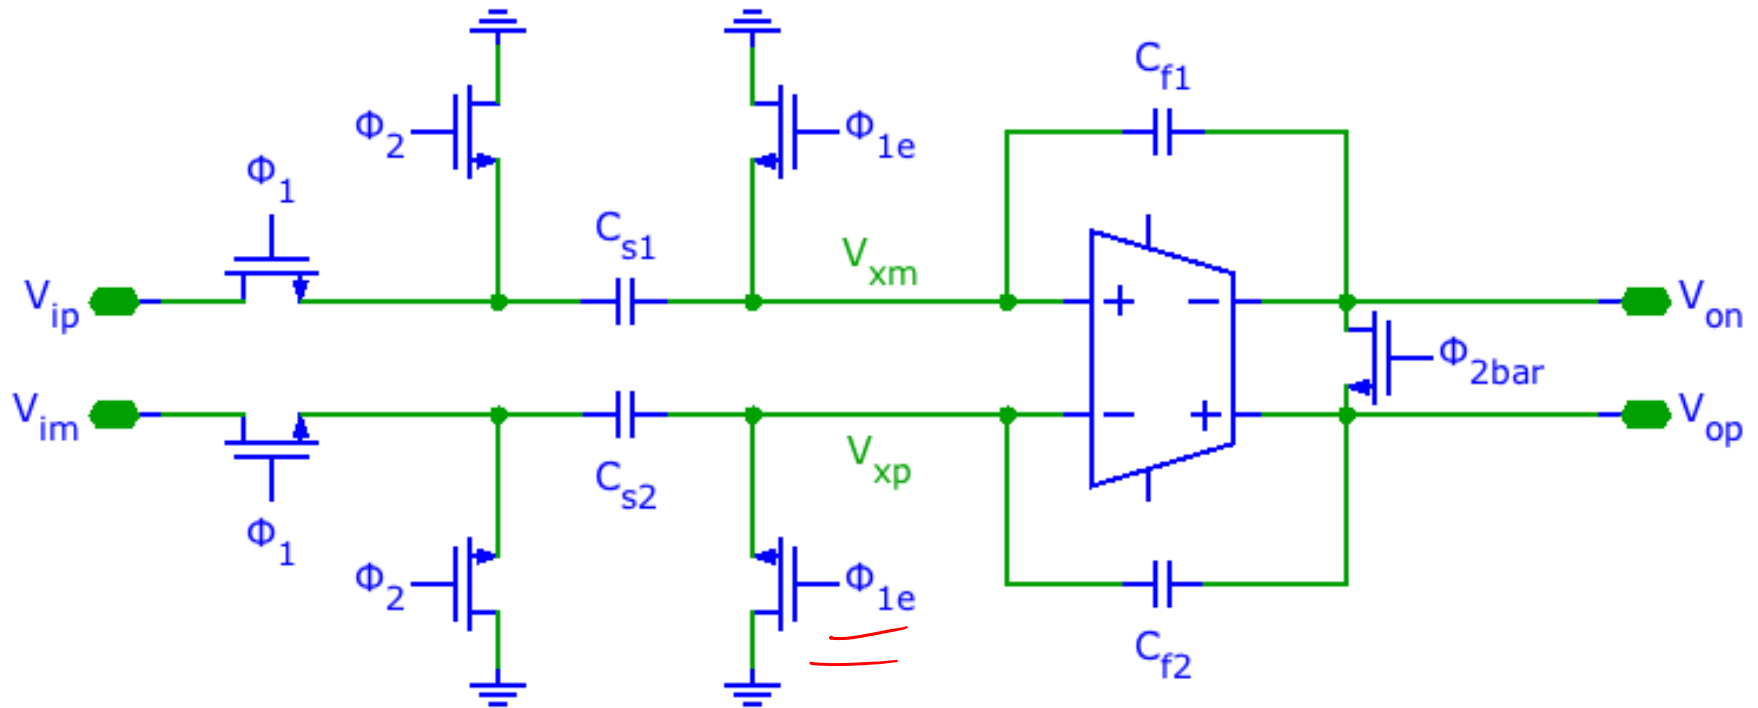 C_f1
Φ_2
Φ_1e
Φ_1
C_s1
V_xm
V_ip
+
−
V_on
Φ_2bar
V_im
−
+
V_op
C_s2
V_xp
Φ_1
Φ_2
Φ_1e
C_f2